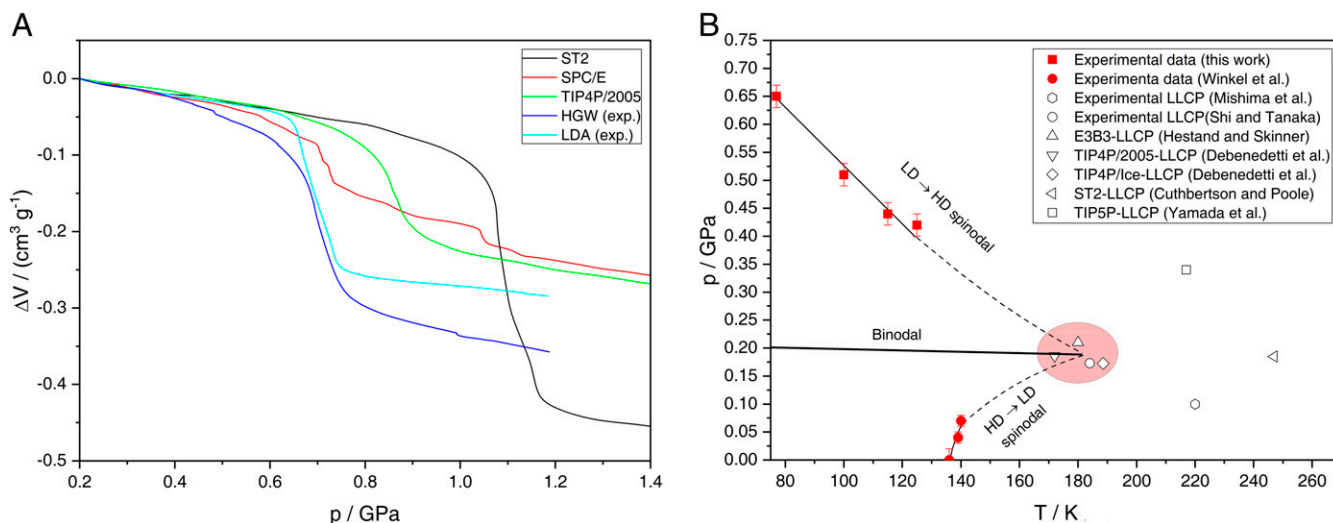 A
ST2
SPC/E
TIP4P/2005
HGW (exp.)
LDA (exp.)
0.0
-0.1
-0.2
-0.3
-0.4
-0.5
ΔV / (cm³ g⁻¹)
0.2 0.4 0.6 0.8 1.0 1.2 1.4
p / GPa
B
Experimental data (this work)
Experimenta data (Winkel et al.)
Experimental LLCP (Mishima et al.)
Experimental LLCP(Shi and Tanaka)
E3B3-LLCP (Hestand and Skinner)
TIP4P/2005-LLCP (Debenedetti et al.)
TIP4P/Ice-LLCP (Debenedetti et al.)
ST2-LLCP (Cuthbertson and Poole)
TIP5P-LLCP (Yamada et al.)
0.75
0.70
0.65
0.60
0.55
0.50
0.45
0.40
0.35
0.30
0.25
0.20
0.15
0.10
0.05
0.00
p / GPa
LD → HD spinodal
Binodal
HD → LD
spinodal
80 100 120 140 160 180 200 220 240 260
T / K